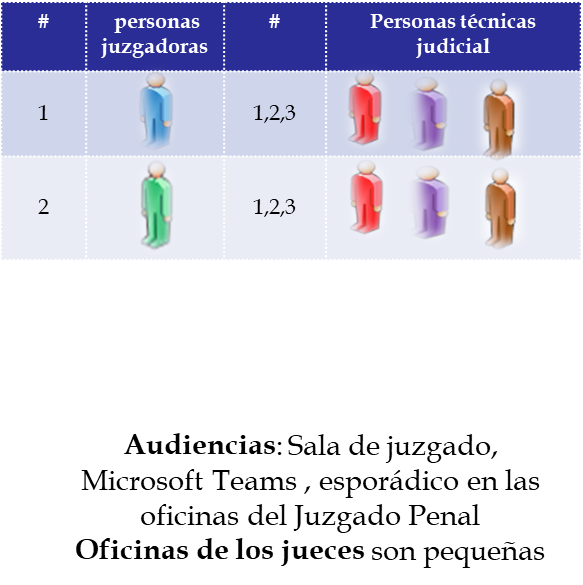 # personas juzgadoras # Personas técnicas judicial
1 1,2,3
2 1,2,3
Audiencias: Sala de juzgado,
Microsoft Teams , esporádico en las
oficinas del Juzgado Penal
Oficinas de los jueces son pequeñas